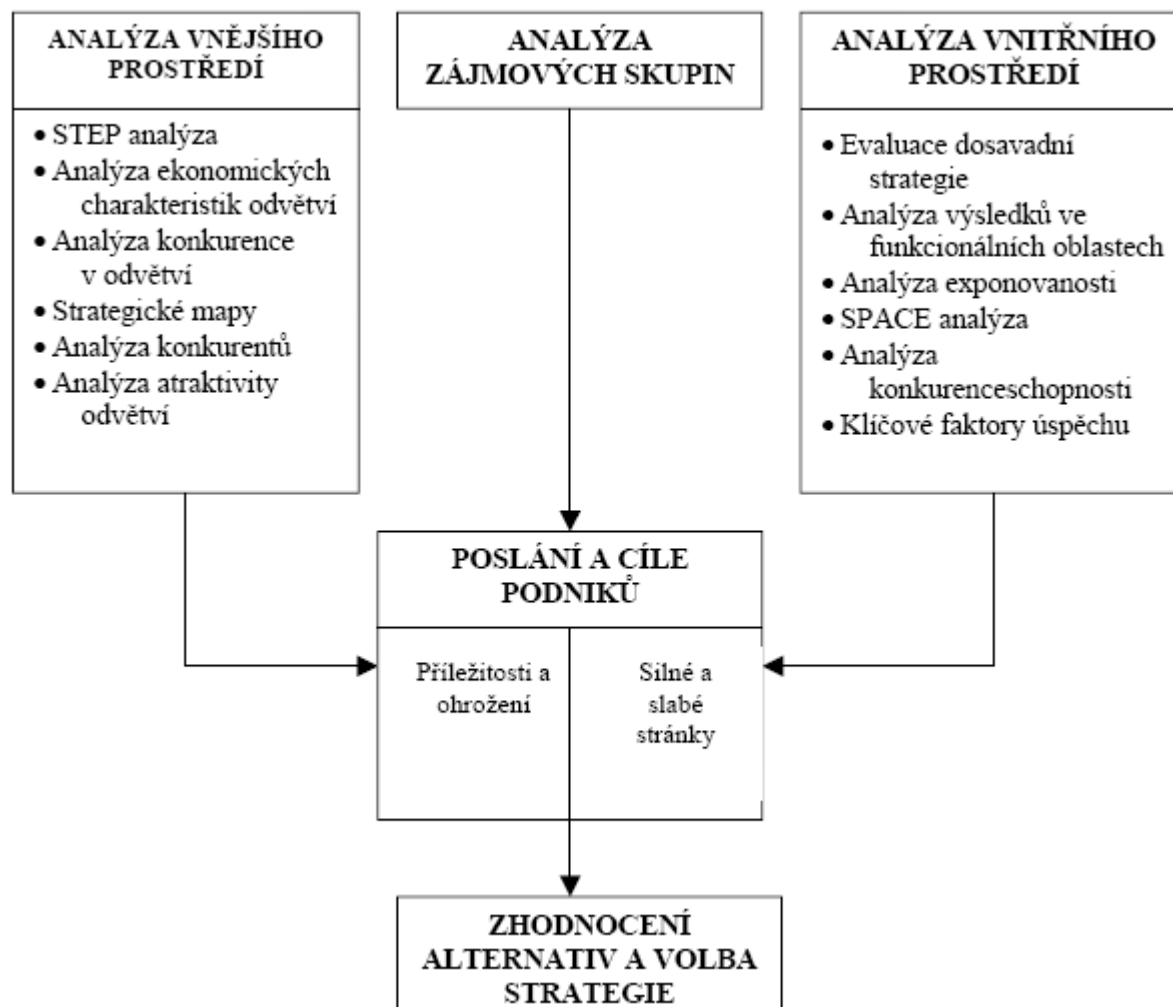 ANALÝZA VNĚJŠÍHO
PROSTŘEDÍ
• STEP analýza
• Analýza ekonomických
charakteristik odvětví
• Analýza konkurence
v odvětví
• Strategické mapy
• Analýza konkurentů
• Analýza atraktivity
odvětví
ANALÝZA
ZÁJMOVÝCH SKUPIN
ANALÝZA VNITŘNÍHO
PROSTŘEDÍ
• Evaluace dosavadní
strategie
• Analýza výsledků ve
funkcionálních oblastech
• Analýza exponovanosti
• SPACE analýza
• Analýza
konkurenceschopnosti
• Klíčové faktory úspěchu
POSLÁNÍ A CÍLE
PODNIKŮ
Příležitosti a
ohrožení
Silné a
slabé
stránky
ZHODNOCENÍ
ALTERNATIV A VOLBA
STRATEGIE